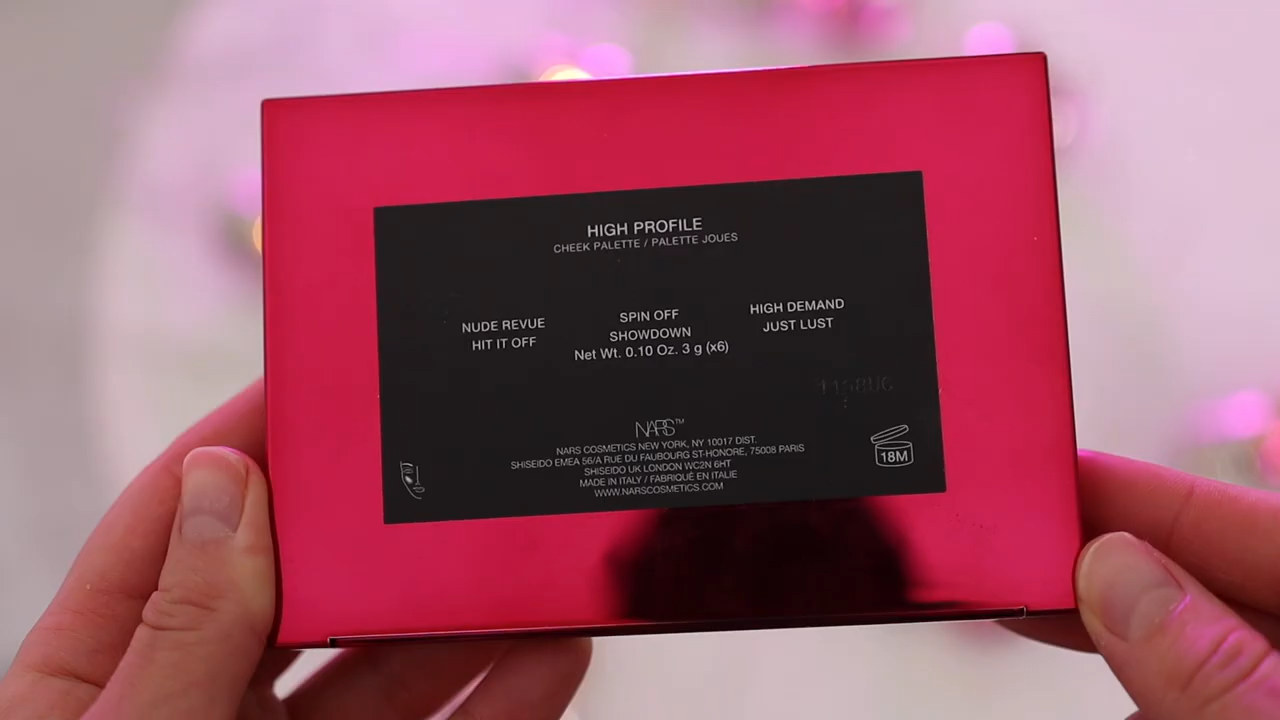 HIGH PROFILE
CHEEK PALETTE / PALETTE JOUES
NUDE REVUE
HIT IT OFF
SPIN OFF
SHOWDOWN
HIGH DEMAND
JUST LUST
Net Wt. 0.10 Oz. 3 g (x6)
NARS™
NARS COSMETICS NEW YORK, NY 10017 DIST.
SHISEIDO EMEA 56/A RUE DU FAUBOURG ST-HONORE, 75008 PARIS
SHISEIDO UK LONDON WC2N 6HT
MADE IN ITALY / FABRIQUÉ EN ITALIE
WWW.NARSCOSMETICS.COM
18M